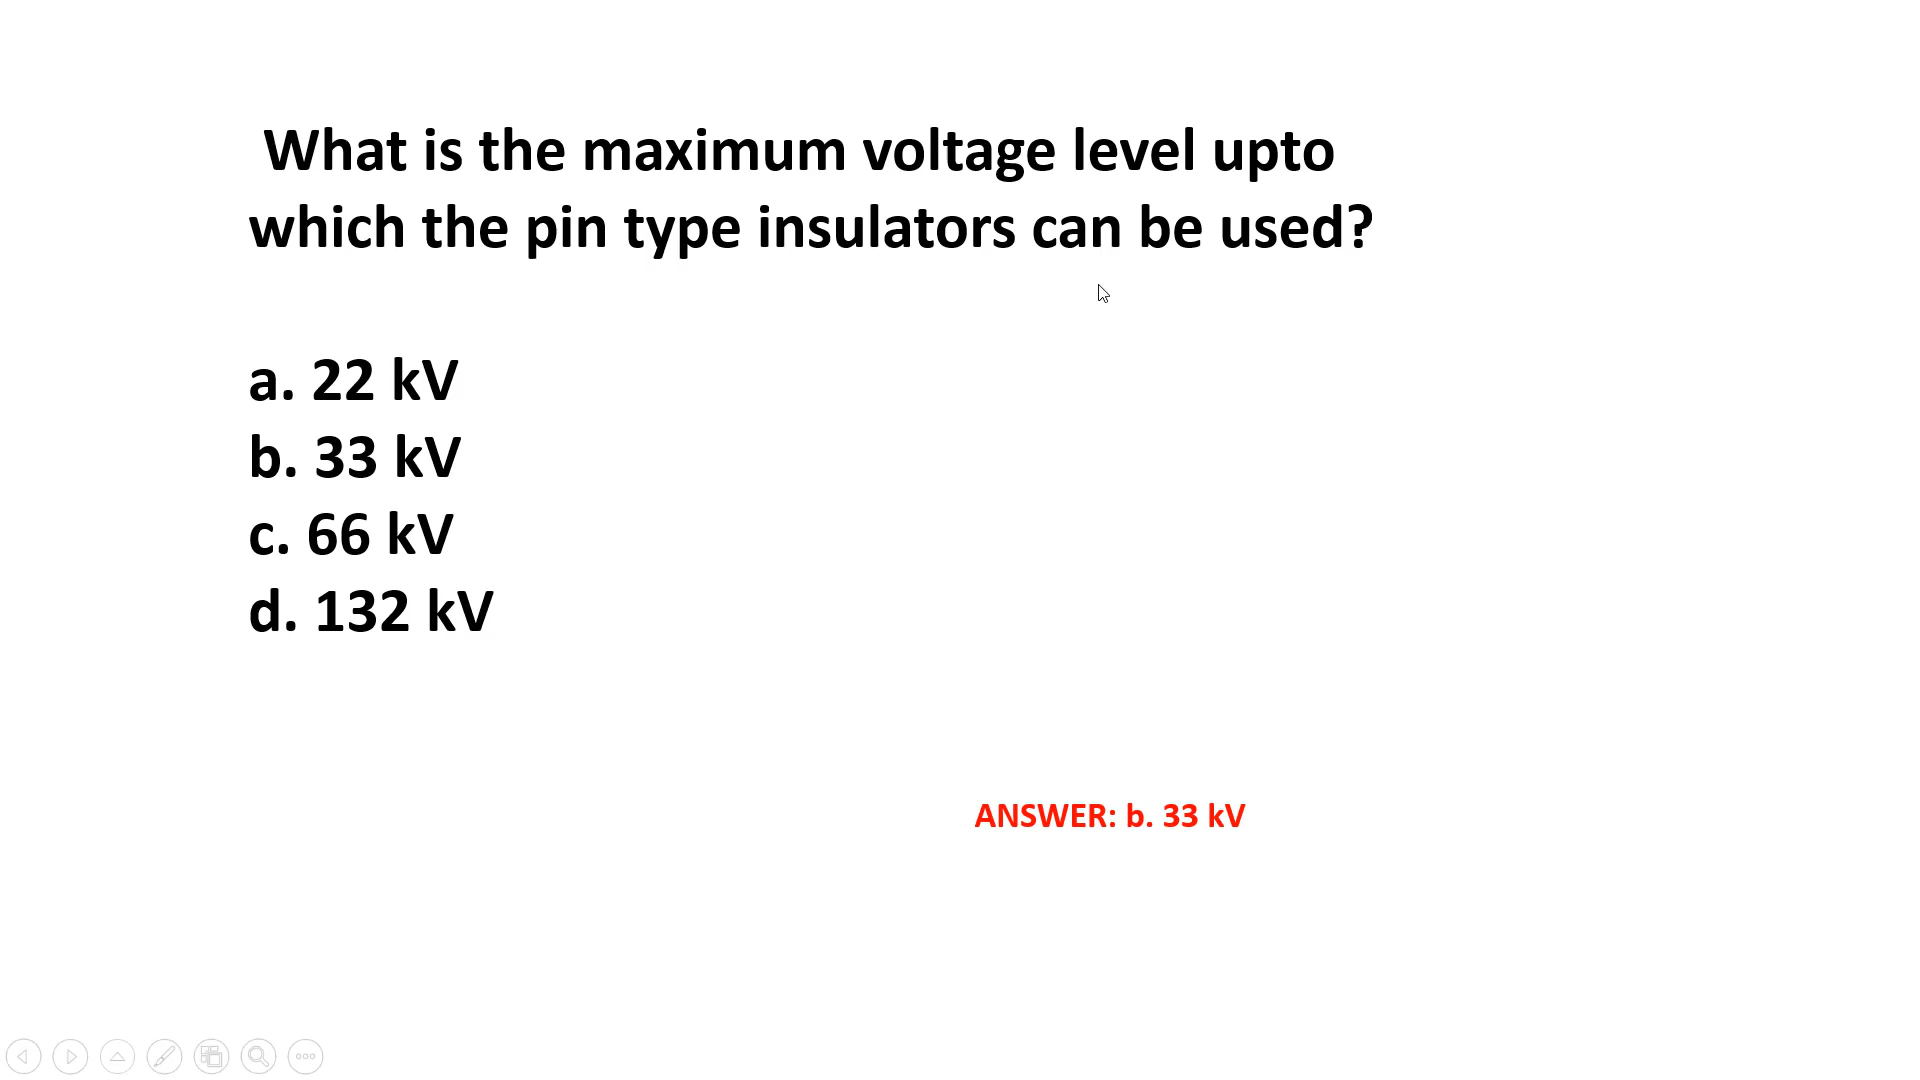 What is the maximum voltage level upto
which the pin type insulators can be used?
a. 22 kV
b. 33 kV
c. 66 kV
d. 132 kV
ANSWER: b. 33 kV